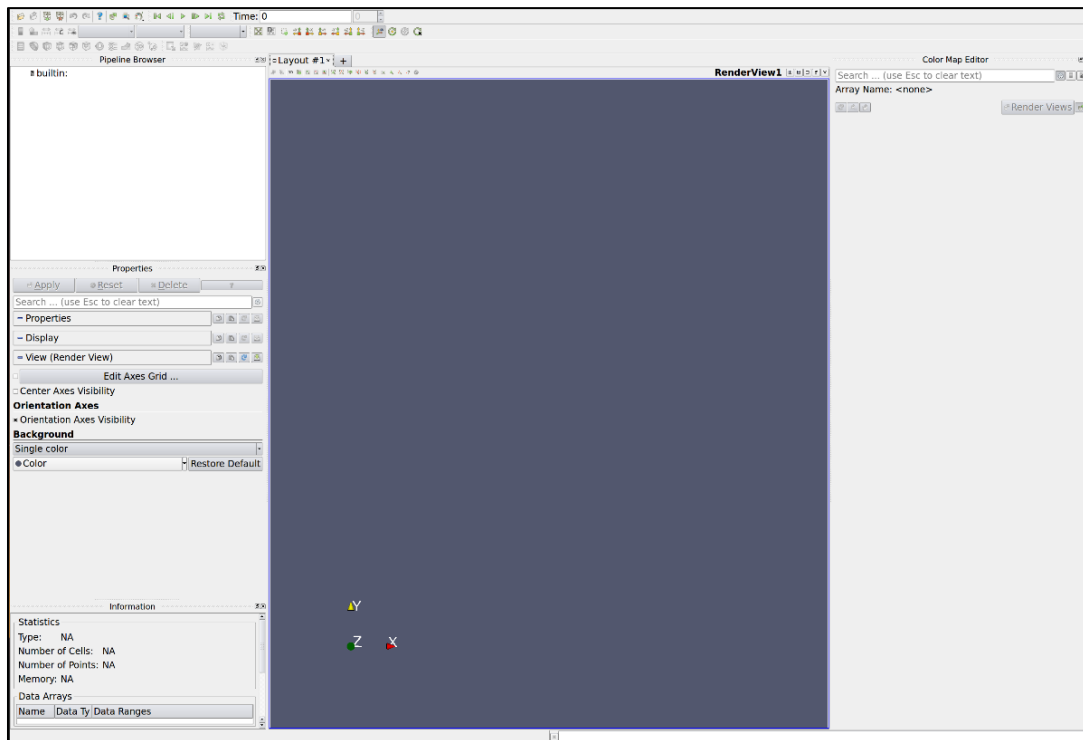 Time: 0
0
Pipeline Browser
builtin:
Layout #1
+
RenderView1
Color Map Editor
Search ... (use Esc to clear text)
Array Name: <none>
Render Views
Properties
Apply
Reset
Delete
?
Search ... (use Esc to clear text)
Properties
Display
View (Render View)
Edit Axes Grid ...
Center Axes Visibility
Orientation Axes
Orientation Axes Visibility
Background
Single color
Color
Restore Default
Y
Z
X
Information
Statistics
Type: NA
Number of Cells: NA
Number of Points: NA
Memory: NA
Data Arrays
Name Data Ty Data Ranges